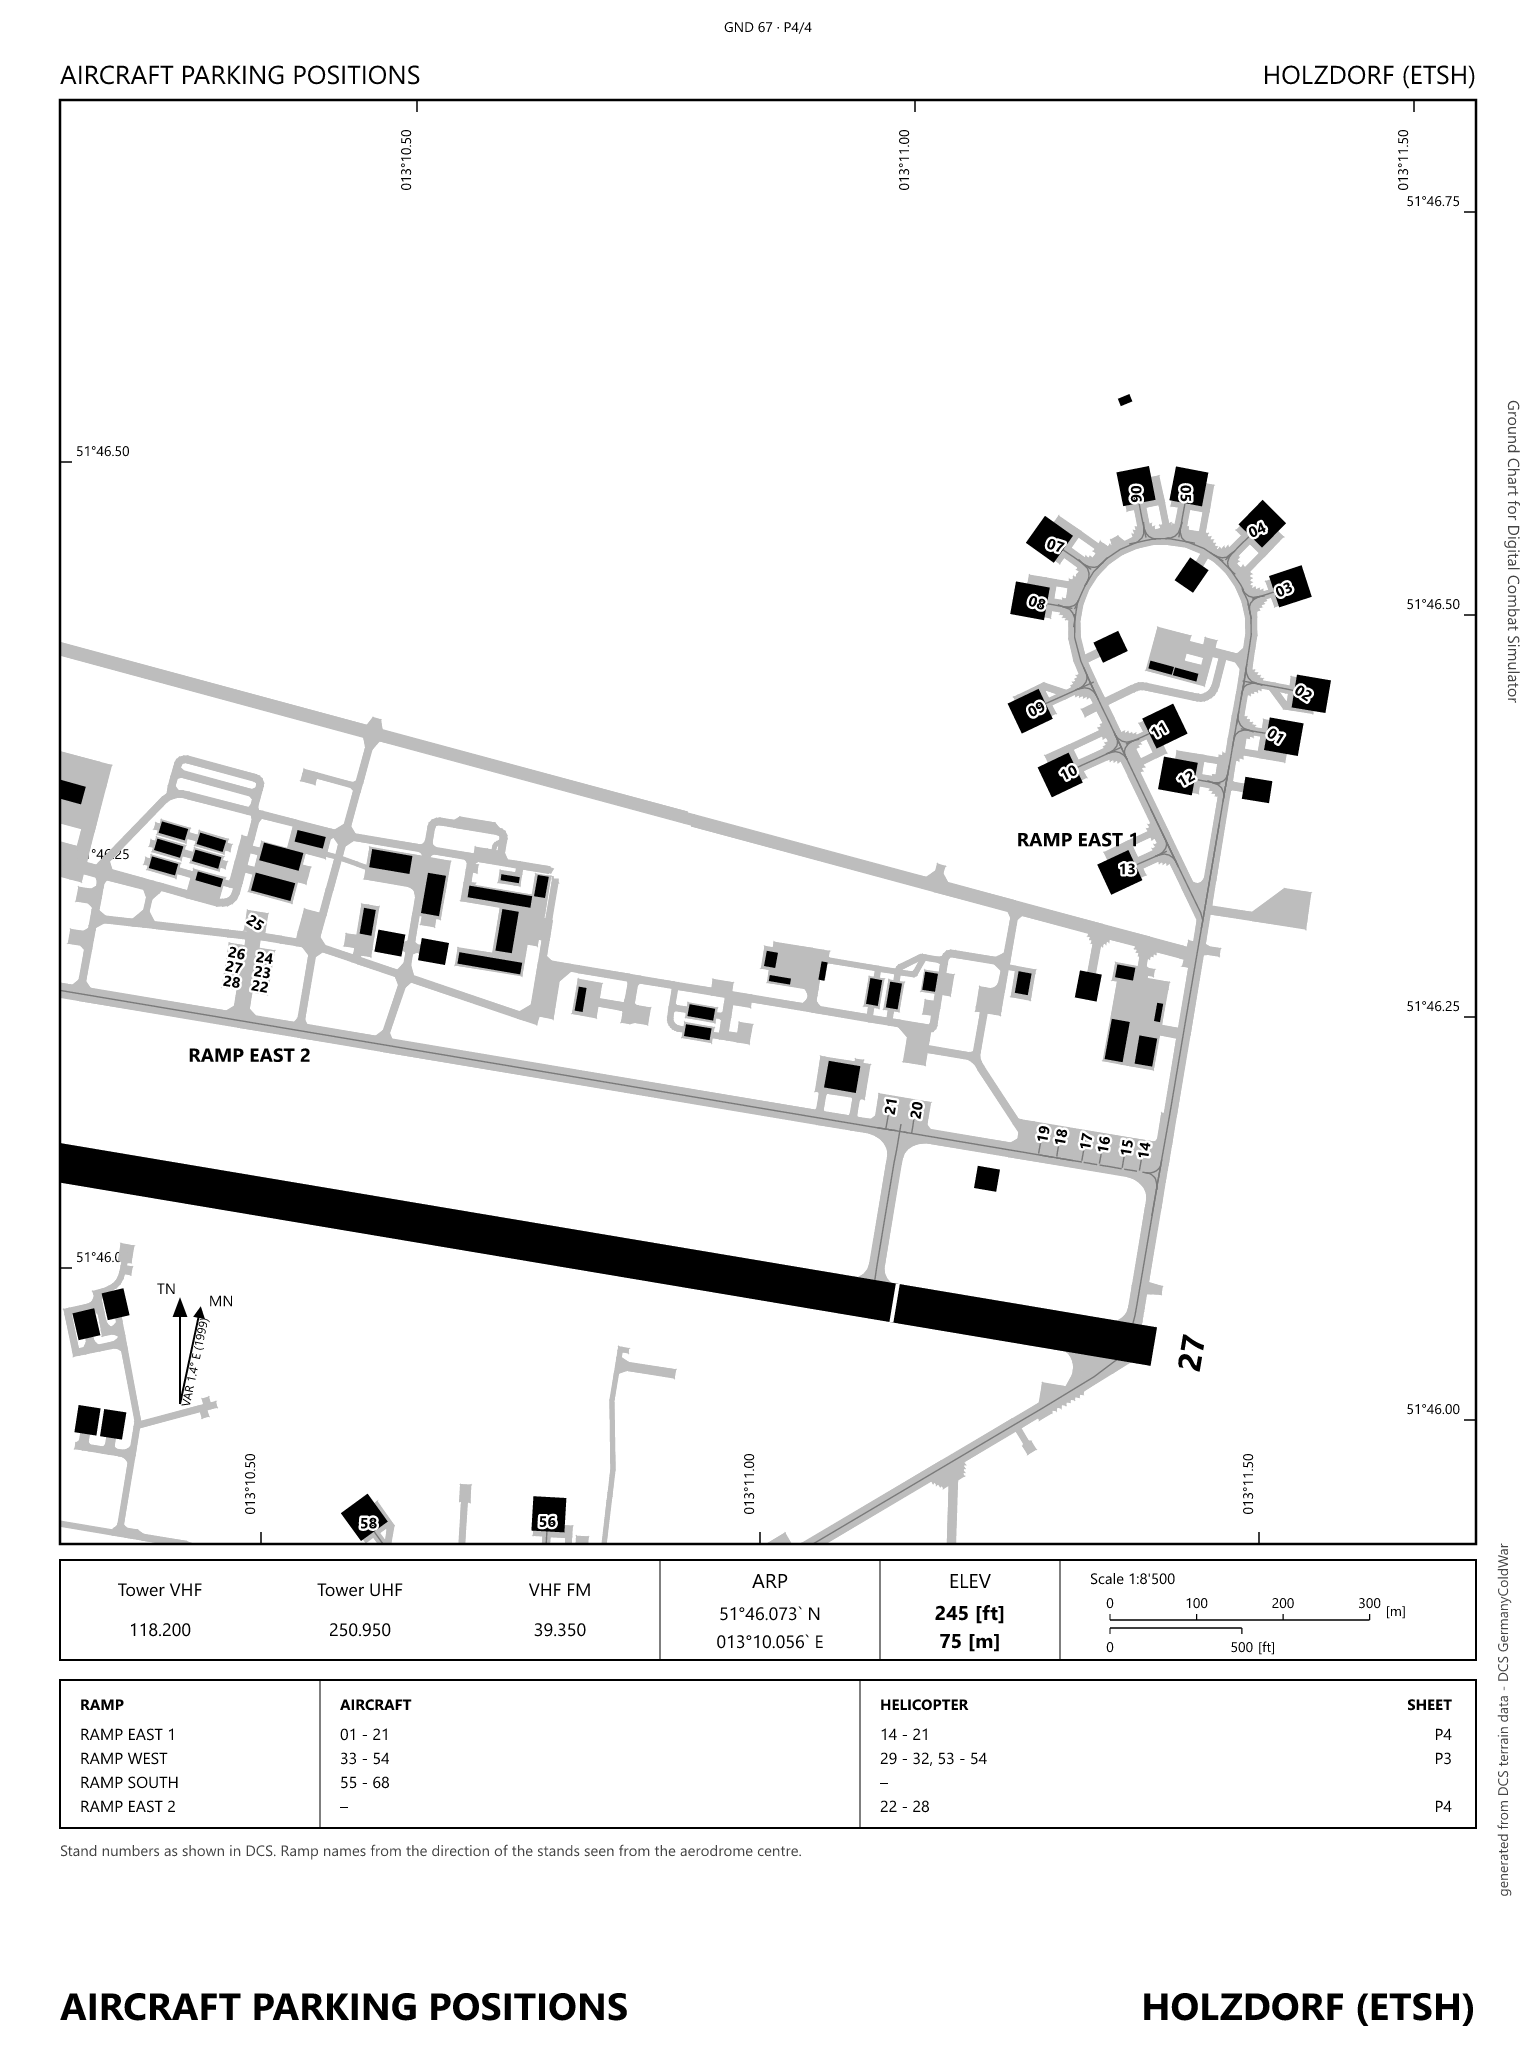 GND 67 · P4/4
AIRCRAFT PARKING POSITIONS
HOLZDORF (ETSH)
013°10.50
013°11.00
013°11.50
51°46.75
51°46.50
06
05
04
07
03
08
51°46.50
02
09
11
01
10
12
RAMP EAST 1
°46.25
13
25
26 24
27 23
28 22
51°46.25
RAMP EAST 2
21
20
19
18
17
16
15
14
51°46.0
TN
MN
VAR 1.4° E (1999)
27
51°46.00
013°10.50
013°11.00
013°11.50
58
56
Tower VHF
118.200
Tower UHF
250.950
VHF FM
39.350
ARP
51°46.073` N
013°10.056` E
ELEV
245 [ft]
75 [m]
Scale 1:8'500
0 100 200 300 [m]
0 500 [ft]
RAMP AIRCRAFT HELICOPTER SHEET
RAMP EAST 1 01 - 21 14 - 21 P4
RAMP WEST 33 - 54 29 - 32, 53 - 54 P3
RAMP SOUTH 55 - 68 –
RAMP EAST 2 – 22 - 28 P4
Stand numbers as shown in DCS. Ramp names from the direction of the stands seen from the aerodrome centre.
Ground Chart for Digital Combat Simulator
generated from DCS terrain data - DCS GermanyColdWar
AIRCRAFT PARKING POSITIONS
HOLZDORF (ETSH)